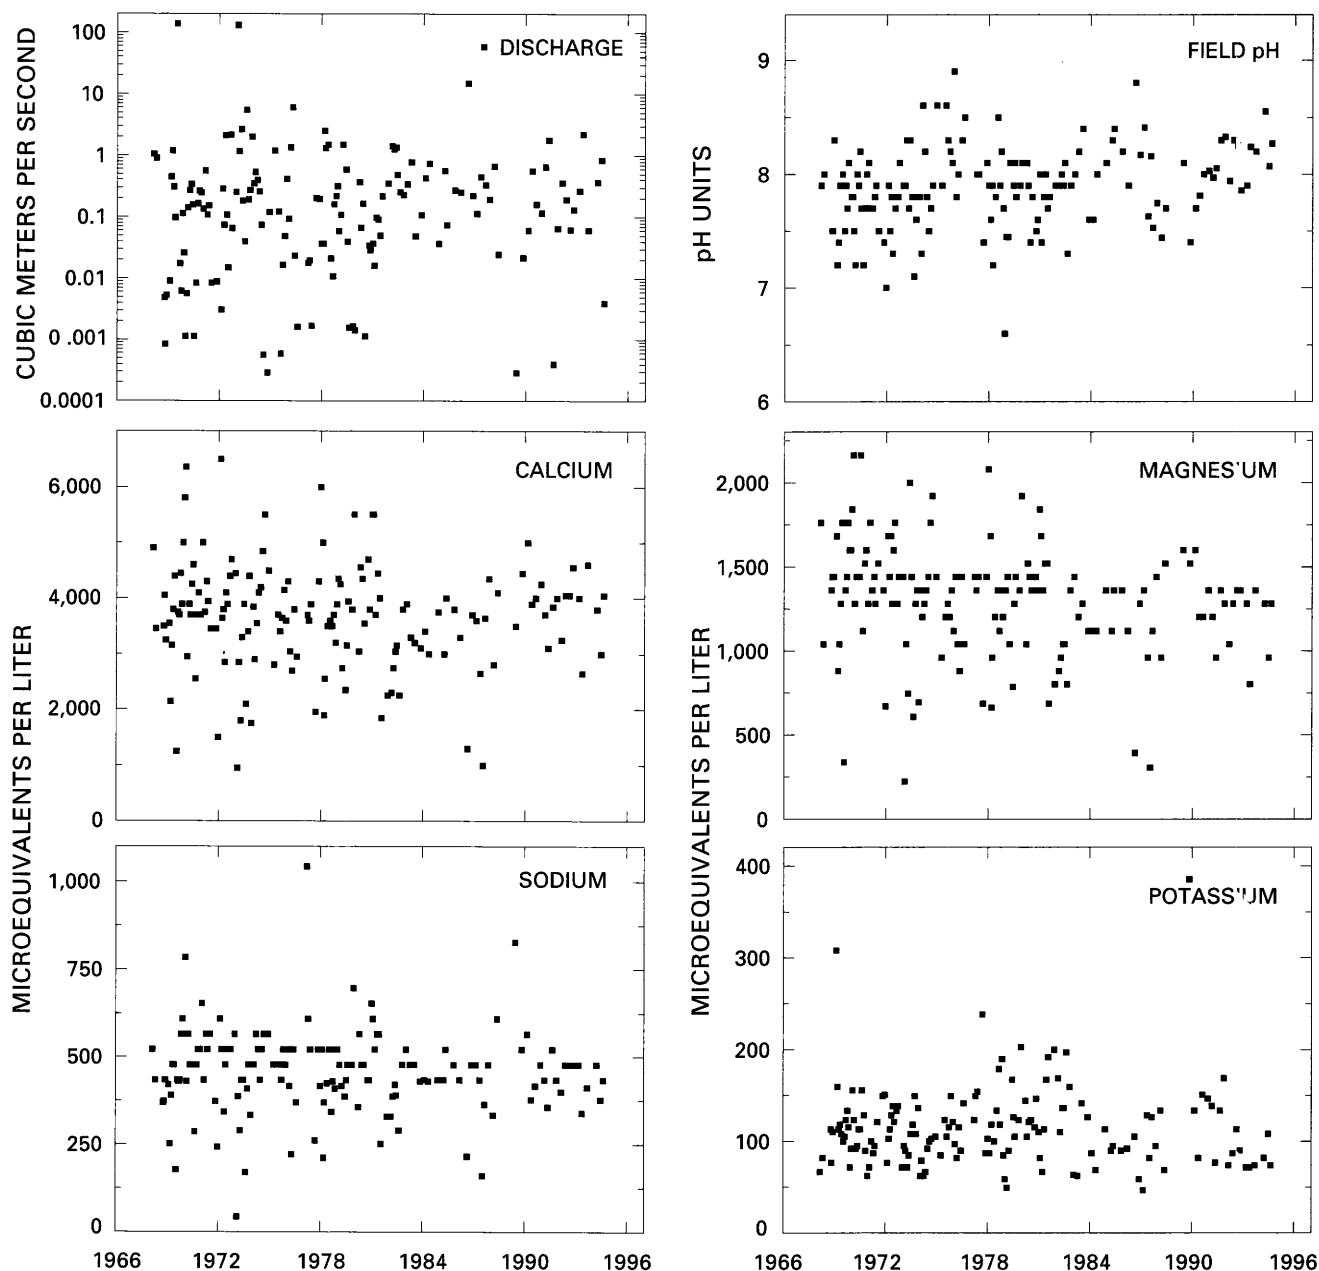 CUBIC METERS PER SECOND
100
10
1
0.1
0.01
0.001
0.0001
DISCHARGE
pH UNITS
9
8
7
6
FIELD pH
MICROEQUIVALENTS PER LITER
6,000
4,000
2,000
0
CALCIUM
MICROEQUIVALENTS PER LITER
2,000
1,500
1,000
500
0
MAGNES'UM
1,000
750
500
250
0
SODIUM
1966 1972 1978 1984 1990 1996
400
300
200
100
0
POTASS'UM
1966 1972 1978 1984 1990 1996